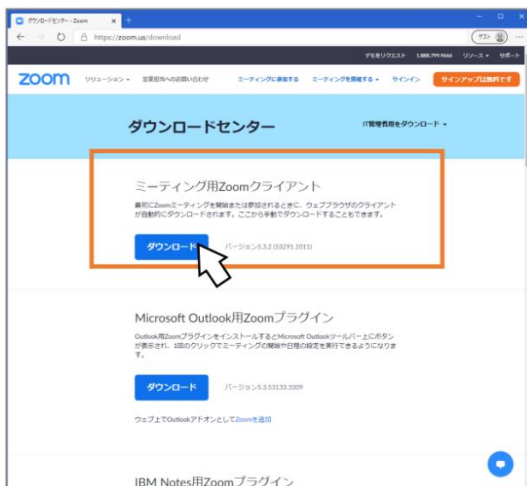 ダウンロードセンター - Zoom
https://zoom.us/download
ゲスト
デモをリクエスト 1.888.799.9666 リソース サポート
zoom ソリューション 営業担当へのお問い合わせ ミーティングに参加する ミーティングを開催する サインイン サインアップは無料です
ダウンロードセンター IT管理者用をダウンロード
ミーティング用Zoomクライアント
最初にZoomミーティングを開始または参加されるときに、ウェブブラウザのクライアント
が自動的にダウンロードされます。ここから手動でダウンロードすることもできます。
ダウンロード バージョン5.3.2 (53291.1011)
Microsoft Outlook用Zoomプラグイン
Outlook用ZoomプラグインをインストールするとMicrosoft Outlookツールバー上にボタン
が表示され、1回のクリックでミーティングの開始や日程の設定を実行できるようになりま
す。
ダウンロード バージョン5.3.53133.1009
ウェブ上でOutlookアドオンとしてZoomを追加
IBM Notes用Zoomプラグイン